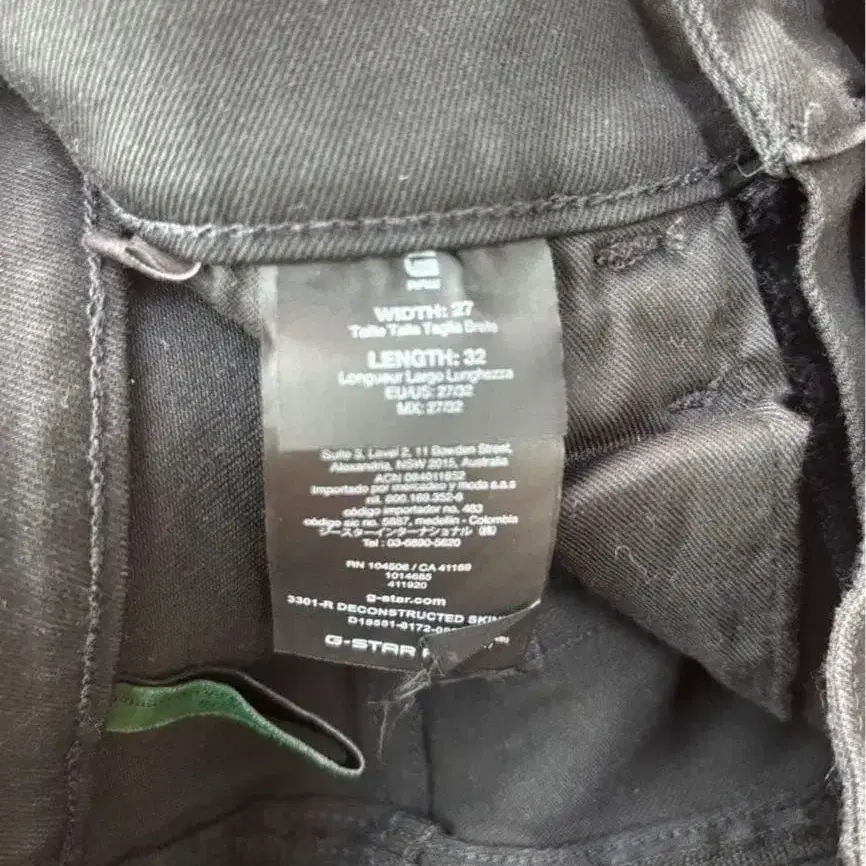 G
RAW
WIDTH: 27
Taille Talla Taglia Breite
LENGTH: 32
Longueur Largo Lunghezza
EU/US: 27/32
MX: 27/32
Suite 3, Level 2, 11 Bowden Street,
Alexandria, NSW 2015, Australia
ACN 084011852
Importado por mercadeo y moda s.a.s
nit. 800.169.352-8
código importador no. 483
código sic no. 5687, medellin - Colombia
ジースターインターナショナル (株)
Tel : 03-6890-5620
RN 104506 / CA 41169
1014685
411920
g-star.com
3301-R DECONSTRUCTED SKIN
G-STAR